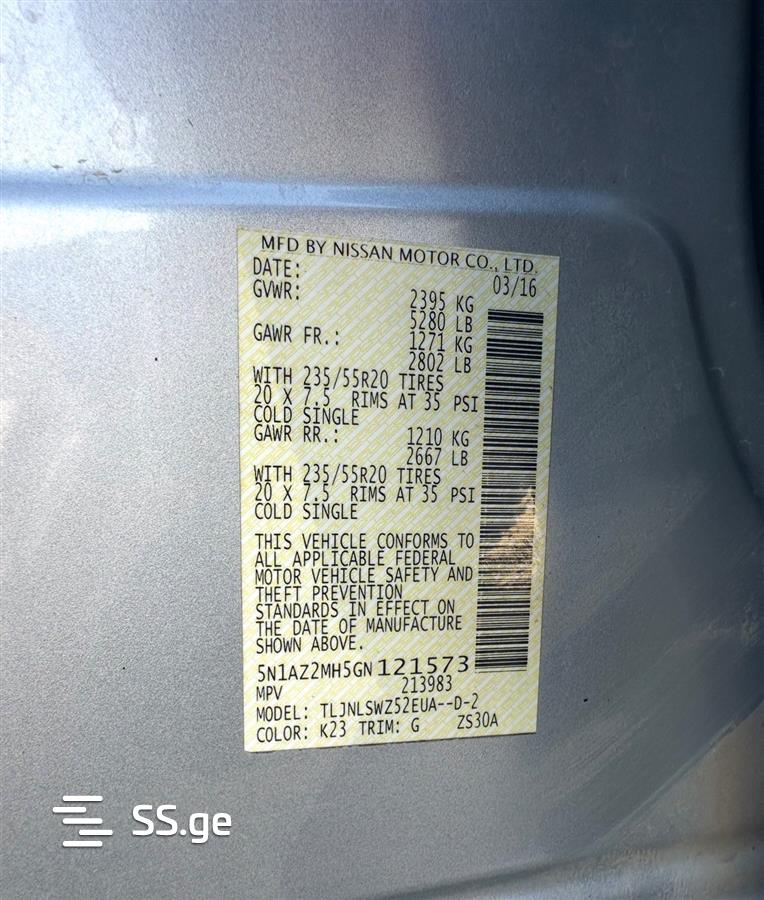 MFD BY NISSAN MOTOR CO., LTD.
DATE: 03/16
GVWR: 2395 KG
5280 LB
GAWR FR.: 1271 KG
2802 LB
WITH 235/55R20 TIRES
20 X 7.5 RIMS AT 35 PSI
COLD SINGLE
GAWR RR.: 1210 KG
2667 LB
WITH 235/55R20 TIRES
20 X 7.5 RIMS AT 35 PSI
COLD SINGLE
THIS VEHICLE CONFORMS TO
ALL APPLICABLE FEDERAL
MOTOR VEHICLE SAFETY AND
THEFT PREVENTION
STANDARDS IN EFFECT ON
THE DATE OF MANUFACTURE
SHOWN ABOVE.
5N1AZ2MH5GN121573
MPV 213983
MODEL: TLJNLSWZ52EUA--D-2
COLOR: K23 TRIM: G ZS30A
SS.ge